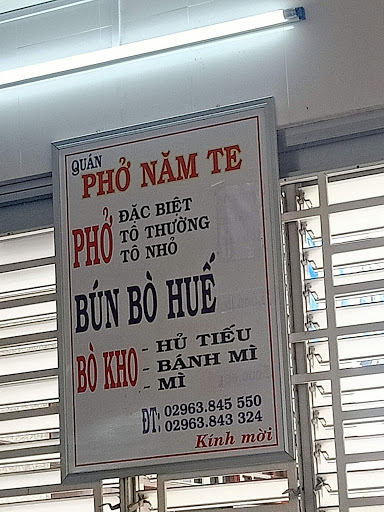 QUÁN
PHỞ NĂM TE
PHỞ
ĐẶC BIỆT
TÔ THƯỜNG
TÔ NHỎ
BÚN BÒ HUẾ
BÒ KHO
- HỦ TIẾU
- BÁNH MÌ
- MÌ
ĐT: 02963.845 550
02963.843 324
Kính mời